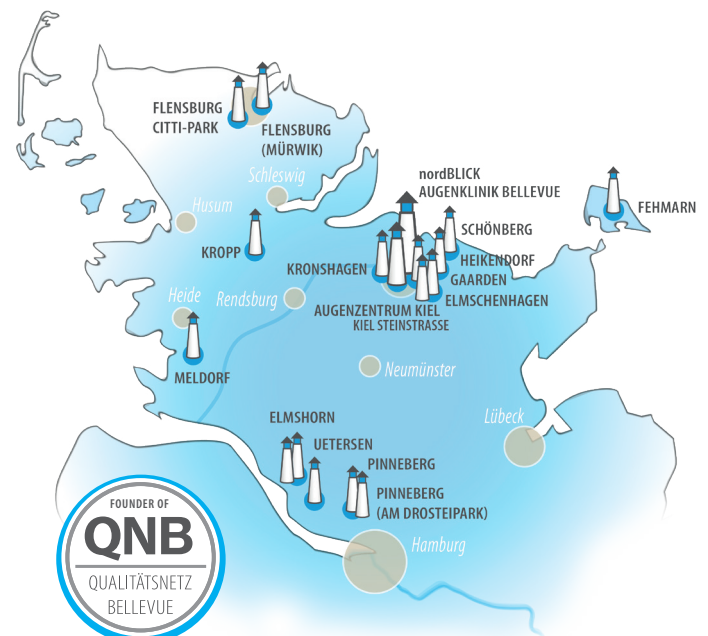 FLENSBURG
CITTI-PARK
FLENSBURG
(MÜRWIK)
Schleswig
nordBLICK
AUGENKLINIK BELLEVUE
Husum
FEHMARN
SCHÖNBERG
KROPP
HEIKENDORF
KRONSHAGEN
GAARDEN
Heide
Rendsburg
ELMSCHENHAGEN
AUGENZENTRUM KIEL
KIEL STEINSTRASSE
Neumünster
MELDORF
ELMSHORN
Lübeck
UETERSEN
PINNEBERG
PINNEBERG
(AM DROSTEIPARK)
Hamburg
FOUNDER OF
QNB
QUALITÄTSNETZ
BELLEVUE